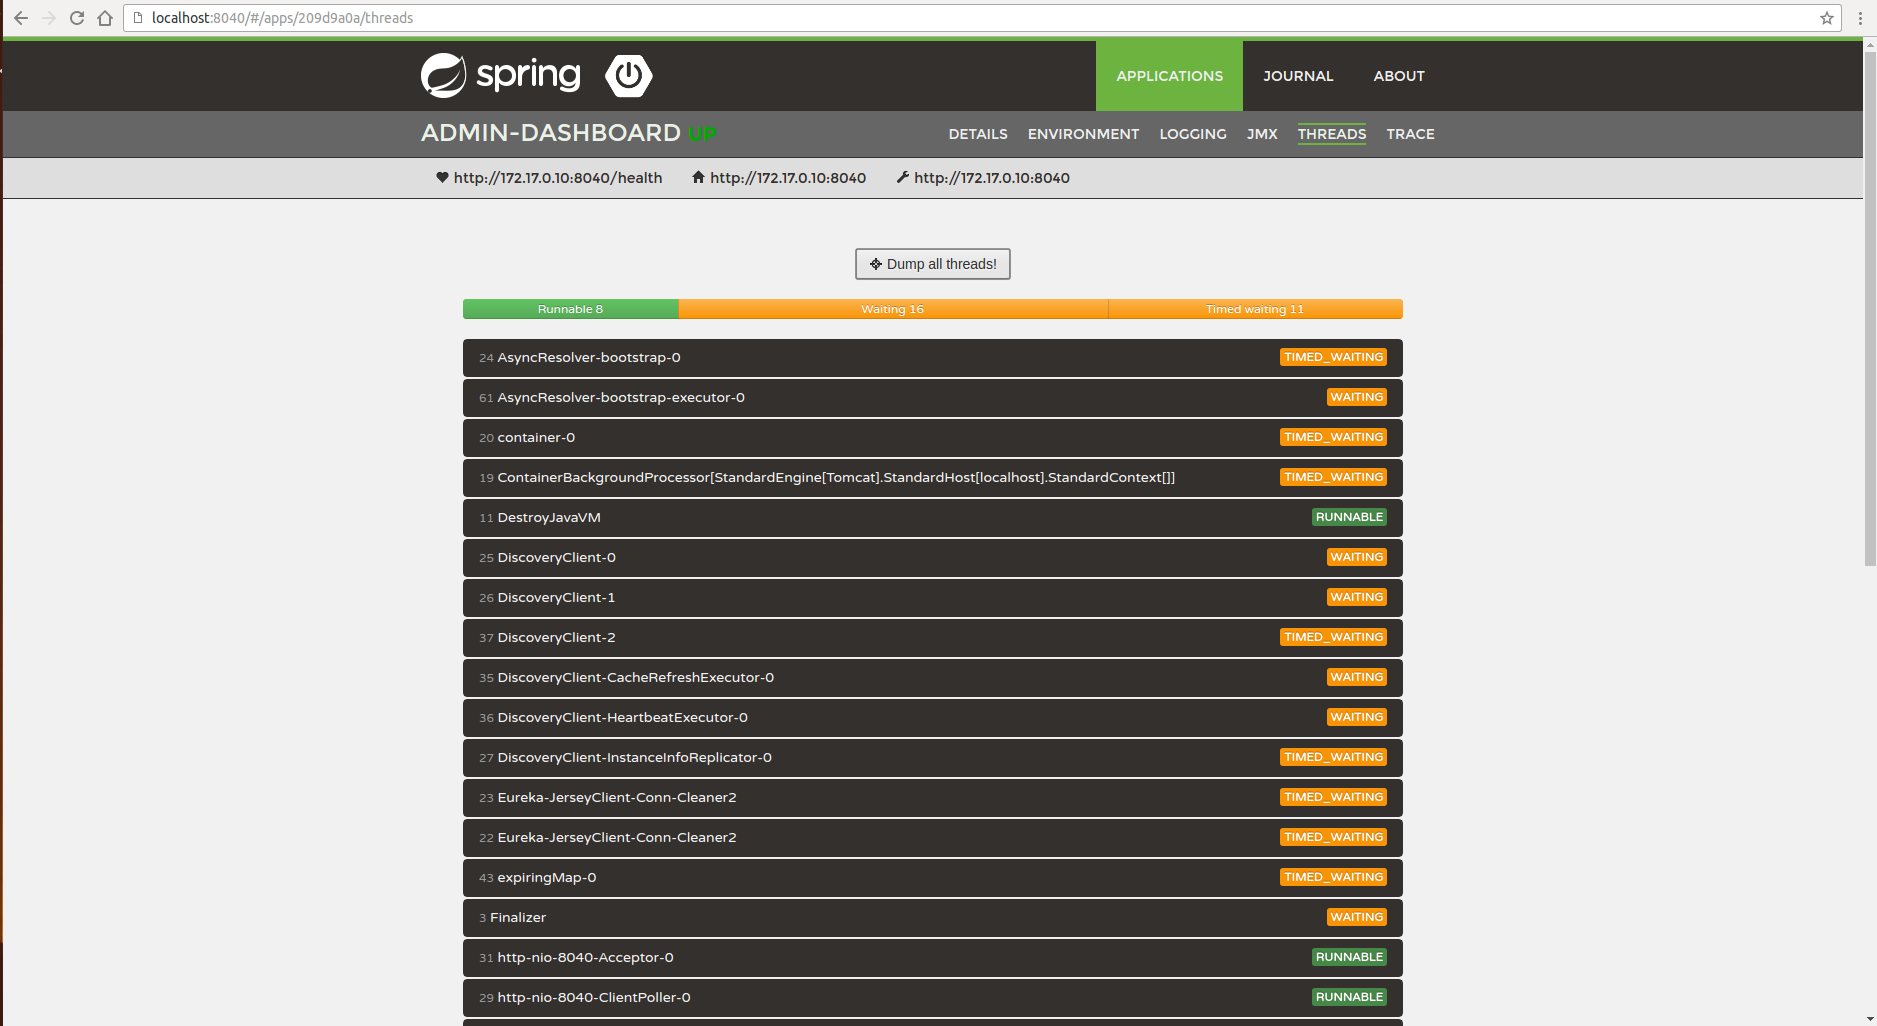 localhost:8040/#/apps/209d9a0a/threads
spring APPLICATIONS JOURNAL ABOUT
ADMIN-DASHBOARD UP DETAILS ENVIRONMENT LOGGING JMX THREADS TRACE
http://172.17.0.10:8040/health http://172.17.0.10:8040 http://172.17.0.10:8040
Dump all threads!
Runnable 8 Waiting 16 Timed waiting 11
24 AsyncResolver-bootstrap-0 TIMED_WAITING
61 AsyncResolver-bootstrap-executor-0 WAITING
20 container-0 TIMED_WAITING
19 ContainerBackgroundProcessor[StandardEngine[Tomcat].StandardHost[localhost].StandardContext[]] TIMED_WAITING
11 DestroyJavaVM RUNNABLE
25 DiscoveryClient-0 WAITING
26 DiscoveryClient-1 WAITING
37 DiscoveryClient-2 TIMED_WAITING
35 DiscoveryClient-CacheRefreshExecutor-0 WAITING
36 DiscoveryClient-HeartbeatExecutor-0 WAITING
27 DiscoveryClient-InstanceInfoReplicator-0 TIMED_WAITING
23 Eureka-JerseyClient-Conn-Cleaner2 TIMED_WAITING
22 Eureka-JerseyClient-Conn-Cleaner2 TIMED_WAITING
43 expiringMap-0 TIMED_WAITING
3 Finalizer WAITING
31 http-nio-8040-Acceptor-0 RUNNABLE
29 http-nio-8040-ClientPoller-0 RUNNABLE